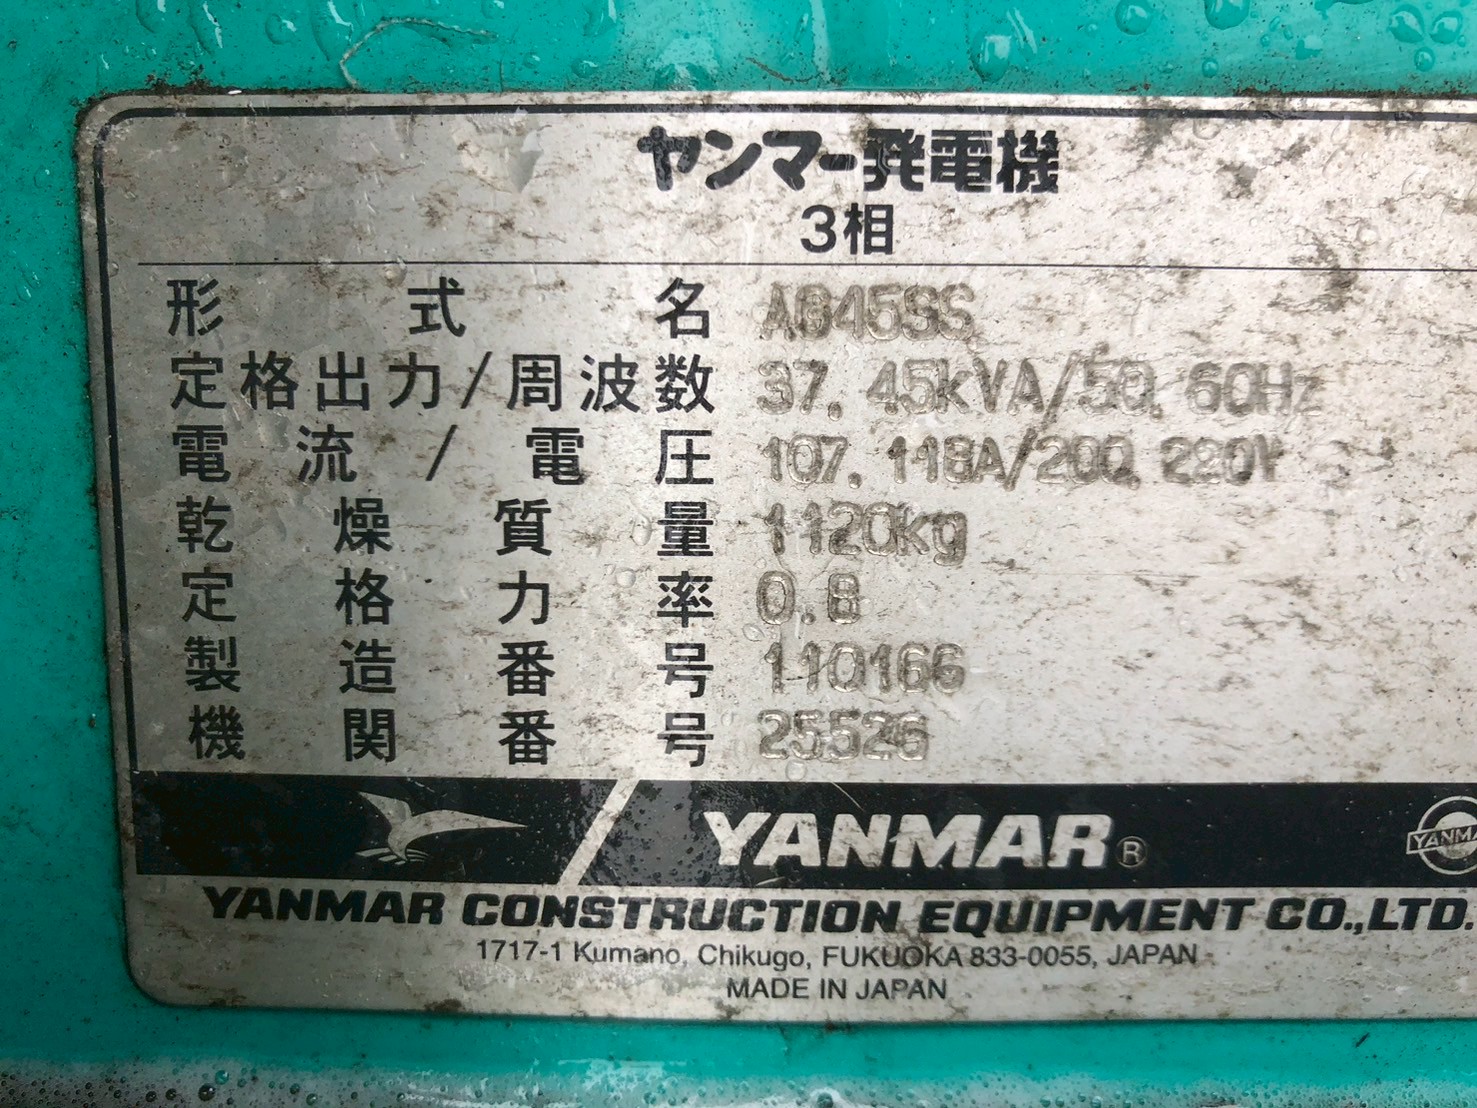 ヤンマー発電機
3相
形式名 AG45SS
定格出力/周波数 37, 45kVA/50, 60Hz
電流/電圧 107, 118A/200, 220V
乾燥質量 1120kg
定格力率 0.8
製造番号 110166
機関番号 25526
YANMAR® YANMA
YANMAR CONSTRUCTION EQUIPMENT CO.,LTD.
1717-1 Kumano, Chikugo, FUKUOKA 833-0055, JAPAN
MADE IN JAPAN